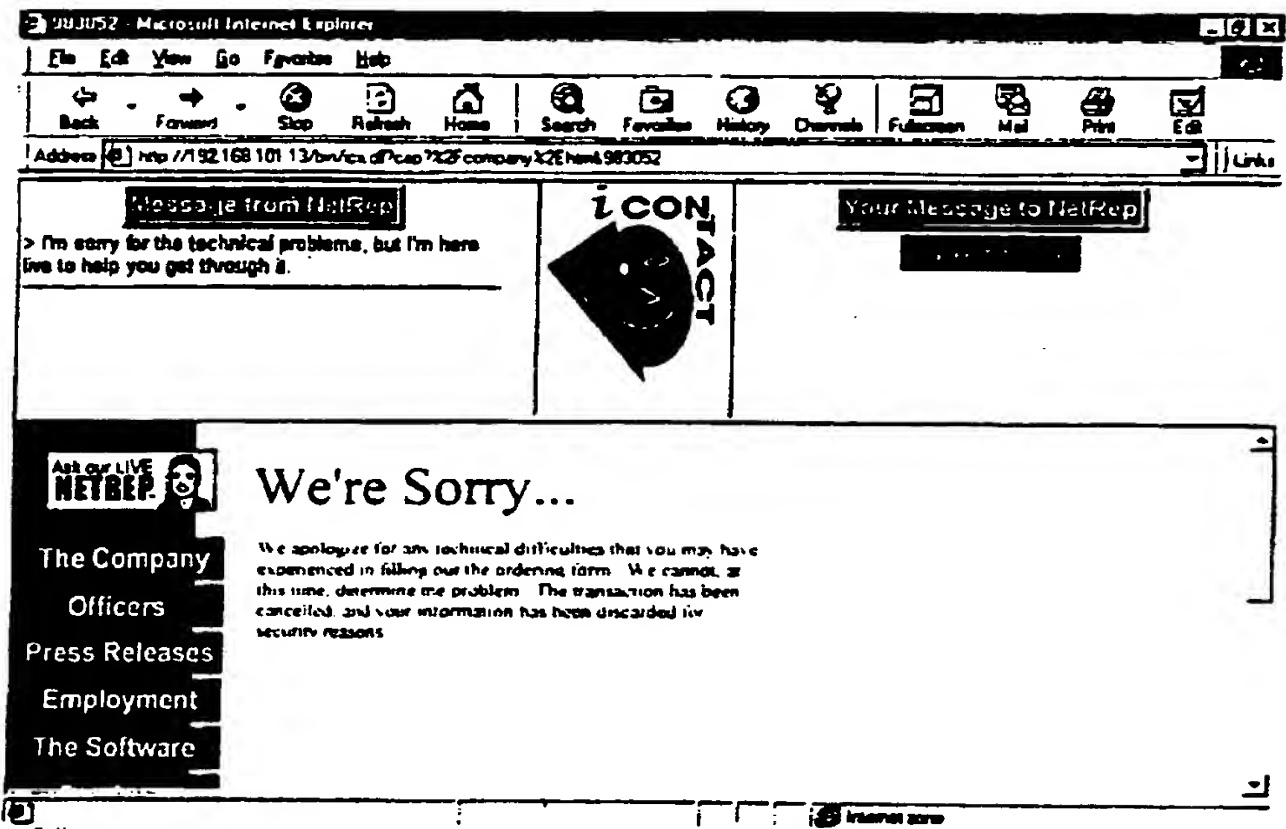 983052 - Microsoft Internet Explorer
File Edit View Go Favorites Help
Back Forward Stop Refresh Home Search Favorites History Channels Fullscreen Mail Print Edit
Address Links
Message from NetRep
> I'm sorry for the technical problems, but I'm here
live to help you get through it.
iCONTACT
Your Message to NetRep
Ask our LIVE
NETREP
The Company
Officers
Press Releases
Employment
The Software
We're Sorry...
We apologize for any technical difficulties that you may have
experienced in filling out the ordering form. We cannot, at
this time, determine the problem. The transaction has been
cancelled, and your information has been discarded for
security reasons
Internet zone